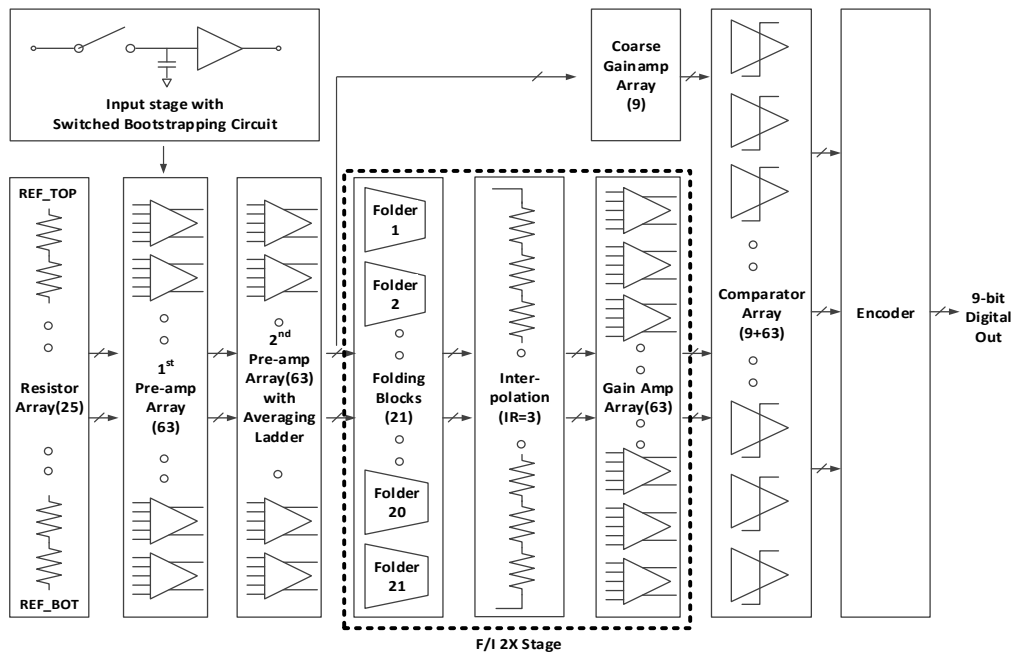 Input stage with
Switched Bootstrapping Circuit
Coarse
Gainamp
Array
(9)
REF_TOP
Resistor
Array(25)
REF_BOT
1st
Pre-amp
Array
(63)
2nd
Pre-amp
Array(63)
with
Averaging
Ladder
Folder
1
Folder
2
Folding
Blocks
(21)
Folder
20
Folder
21
Inter-
polation
(IR=3)
Gain Amp
Array(63)
F/I 2X Stage
Comparator
Array
(9+63)
Encoder
9-bit
Digital
Out